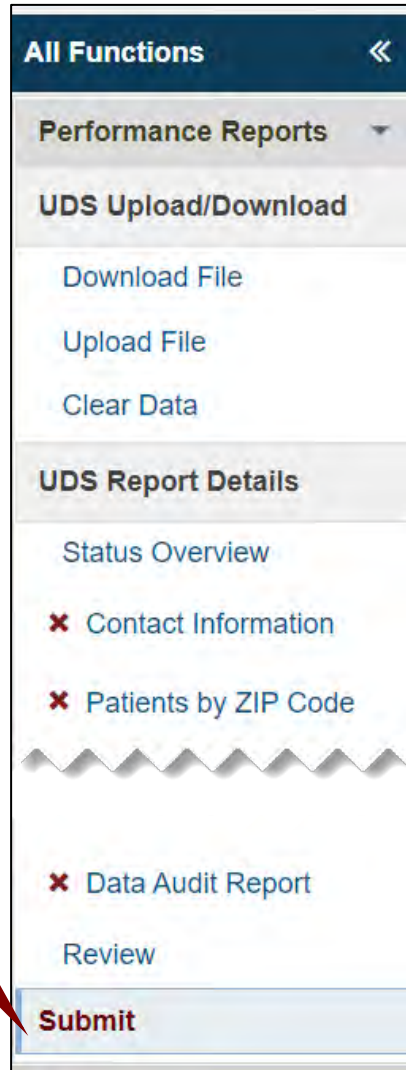 All Functions
Performance Reports
UDS Upload/Download
Download File
Upload File
Clear Data
UDS Report Details
Status Overview
Contact Information
Patients by ZIP Code
Data Audit Report
Review
Submit